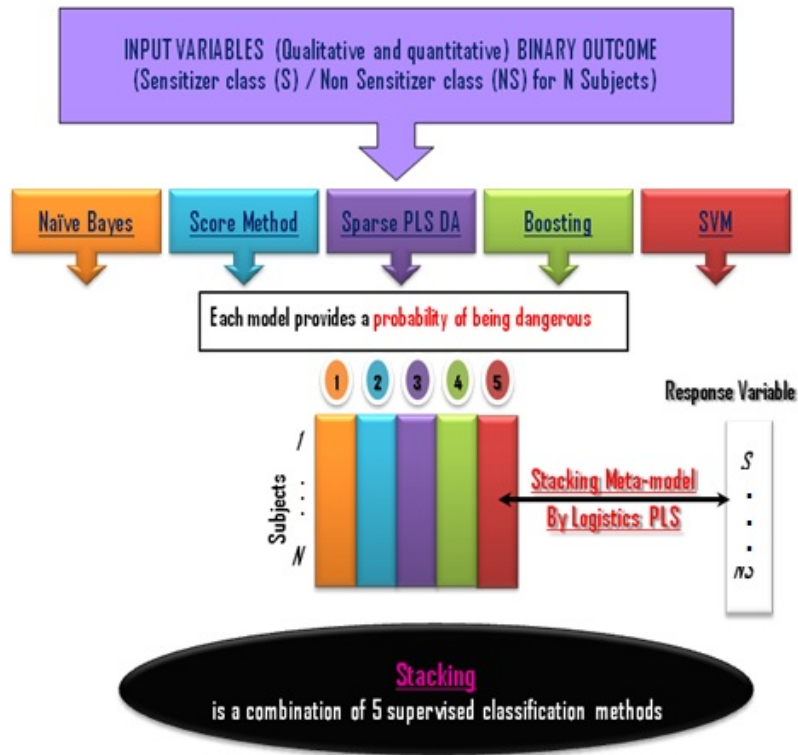 INPUT VARIABLES (Qualitative and quantitative) BINARY OUTCOME
(Sensitizer class (S) / Non Sensitizer class (NS) for N Subjects)
Naïve Bayes
Score Method
Sparse PLS DA
Boosting
SVM
Each model provides a probability of being dangerous
1 2 3 4 5
Response Variable
Subjects
1
:
:
N
Stacking Meta-model
By Logistics PLS
S
.
.
.
NS
Stacking
is a combination of 5 supervised classification methods